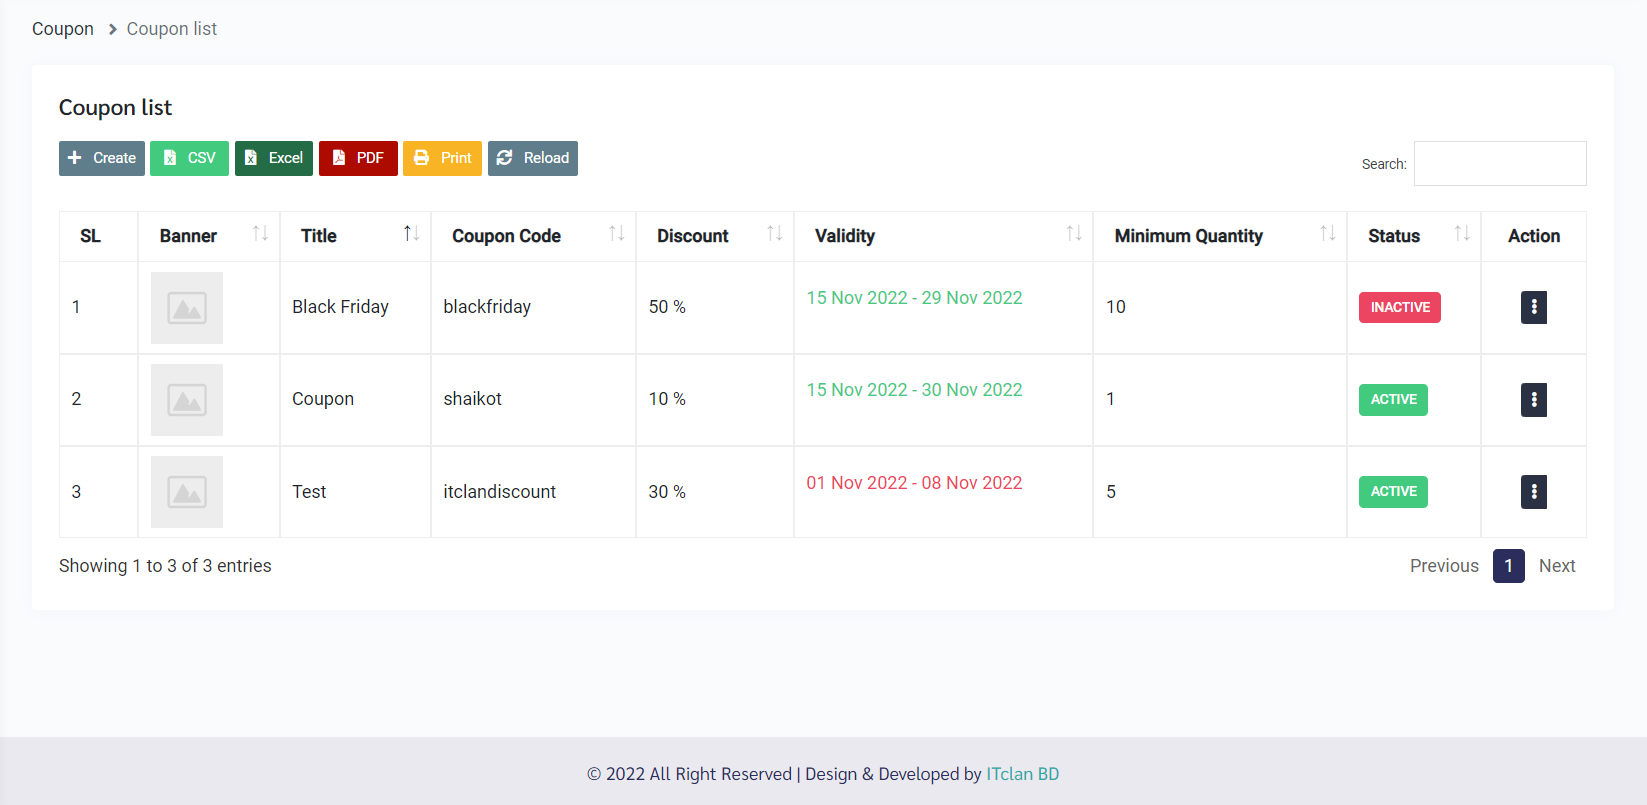 Coupon > Coupon list
Coupon list
Create CSV Excel PDF Print Reload
Search:
SL Banner Title Coupon Code Discount Validity Minimum Quantity Status Action
1 Black Friday blackfriday 50 % 15 Nov 2022 - 29 Nov 2022 10 INACTIVE
2 Coupon shaikot 10 % 15 Nov 2022 - 30 Nov 2022 1 ACTIVE
3 Test itclandiscount 30 % 01 Nov 2022 - 08 Nov 2022 5 ACTIVE
Showing 1 to 3 of 3 entries Previous 1 Next
© 2022 All Right Reserved | Design & Developed by ITclan BD